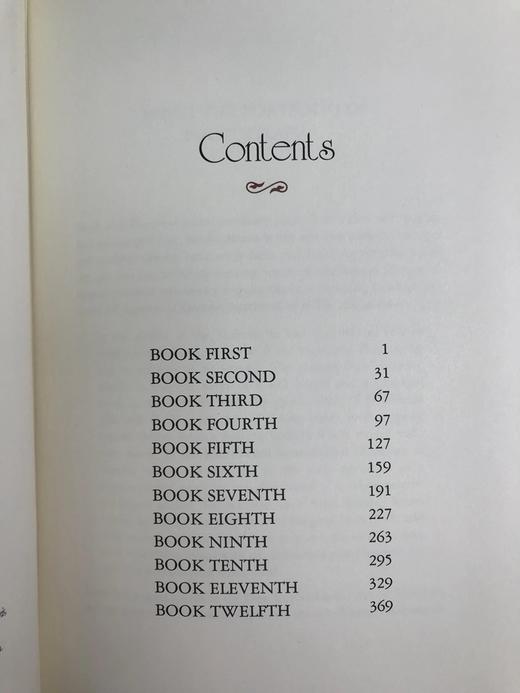 Contents
BOOK FIRST 1
BOOK SECOND 31
BOOK THIRD 67
BOOK FOURTH 97
BOOK FIFTH 127
BOOK SIXTH 159
BOOK SEVENTH 191
BOOK EIGHTH 227
BOOK NINTH 263
BOOK TENTH 295
BOOK ELEVENTH 329
BOOK TWELFTH 369